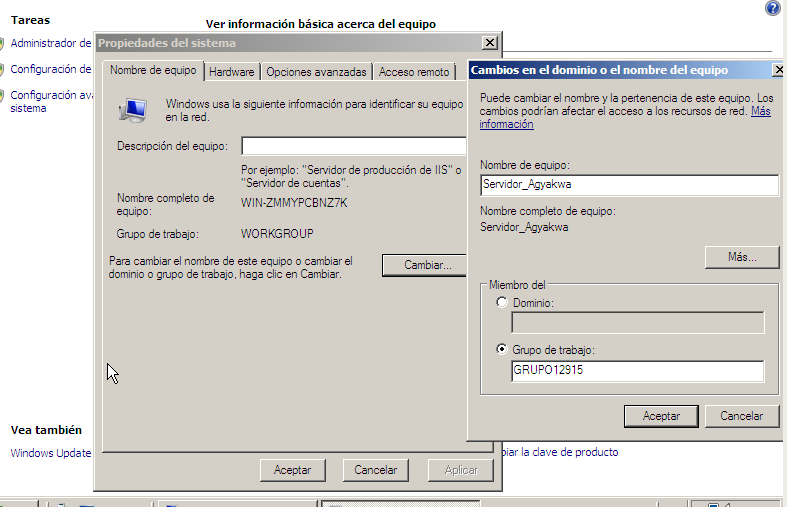 Tareas
Administrador de
Configuración de
Configuración
sistema
Vea también
Windows Update
Ver información básica acerca del equipo
Propiedades del sistema
Nombre de equipo
Hardware
Opciones avanzadas
Acceso remoto
Windows usa la siguiente información para identificar su equipo
en la red.
Descripción del equipo:
Por ejemplo: "Servidor de producción de IIS" o
"Servidor de cuentas".
Nombre completo de
equipo:
WIN-ZMMYPCBNZ7K
Grupo de trabajo:
WORKGROUP
Para cambiar el nombre de este equipo o cambiar el
dominio o grupo de trabajo, haga clic en Cambiar.
Cambiar...
Aceptar
Cancelar
Aplicar
Cambios en el dominio o el nombre del equipo
Puede cambiar el nombre y la pertenencia de este equipo. Los
cambios podrían afectar el acceso a los recursos de red. Más
información
Nombre de equipo:
Servidor_Agyakwa
Nombre completo de equipo:
Servidor_Agyakwa
Más...
Miembro del
Dominio:
Grupo de trabajo:
GRUPO12915
Aceptar
Cancelar
la clave de producto